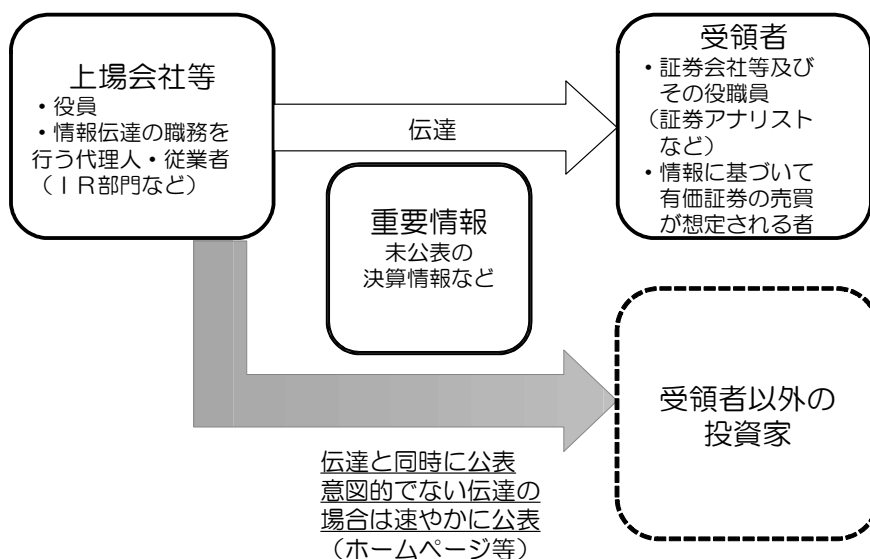 上場会社等
・役員
・情報伝達の職務を
行う代理人・従業者
（ＩＲ部門など）
伝達
受領者
・証券会社等及び
その役職員
（証券アナリスト
など）
・情報に基づいて
有価証券の売買
が想定される者
重要情報
未公表の
決算情報など
受領者以外の
投資家
伝達と同時に公表
意図的でない伝達の
場合は速やかに公表
（ホームページ等）